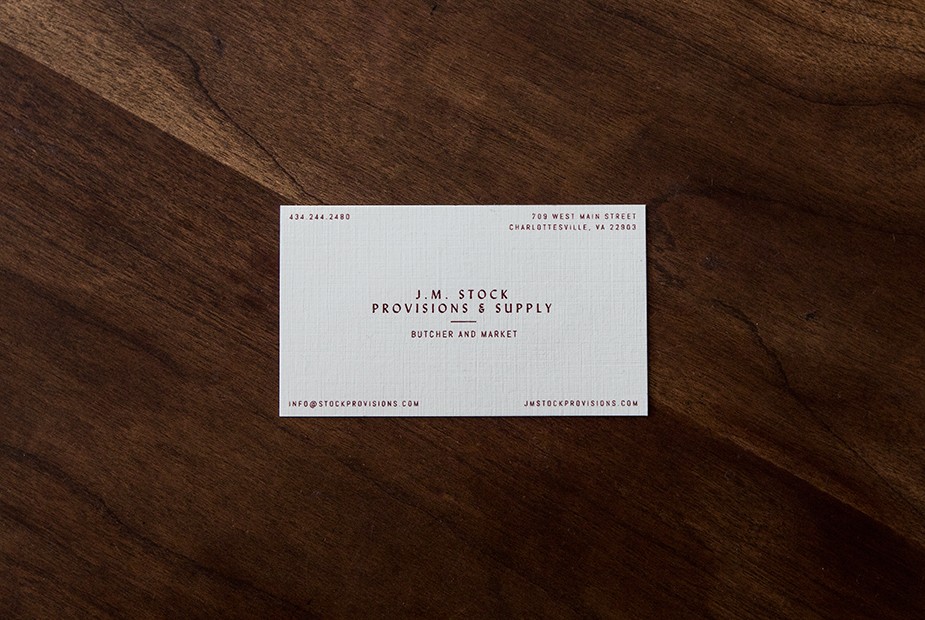 434.244.2480
709 WEST MAIN STREET
CHARLOTTESVILLE, VA 22903
J.M. STOCK
PROVISIONS & SUPPLY
BUTCHER AND MARKET
INFO@STOCKPROVISIONS.COM
JMSTOCKPROVISIONS.COM